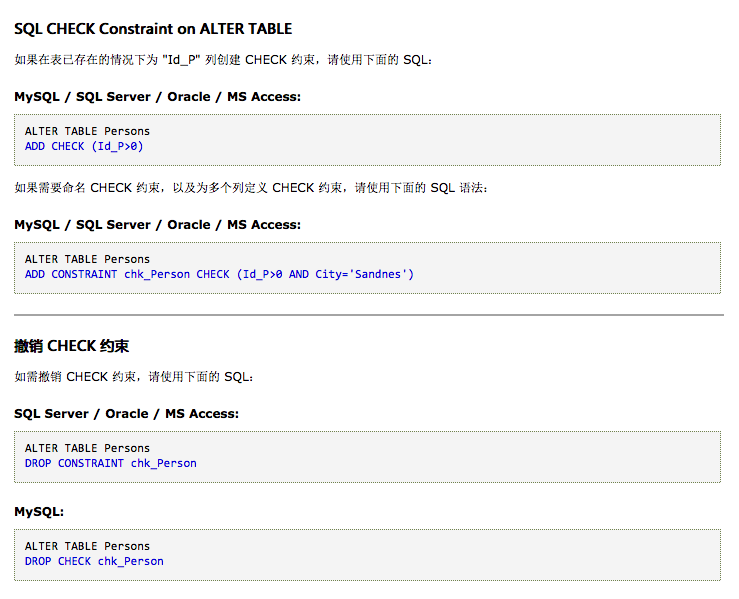 SQL CHECK Constraint on ALTER TABLE
如果在表已存在的情况下为 "Id_P" 列创建 CHECK 约束，请使用下面的 SQL：
MySQL / SQL Server / Oracle / MS Access:
ALTER TABLE Persons
ADD CHECK (Id_P>0)
如果需要命名 CHECK 约束，以及为多个列定义 CHECK 约束，请使用下面的 SQL 语法：
MySQL / SQL Server / Oracle / MS Access:
ALTER TABLE Persons
ADD CONSTRAINT chk_Person CHECK (Id_P>0 AND City='Sandnes')
撤销 CHECK 约束
如需撤销 CHECK 约束，请使用下面的 SQL：
SQL Server / Oracle / MS Access:
ALTER TABLE Persons
DROP CONSTRAINT chk_Person
MySQL:
ALTER TABLE Persons
DROP CHECK chk_Person